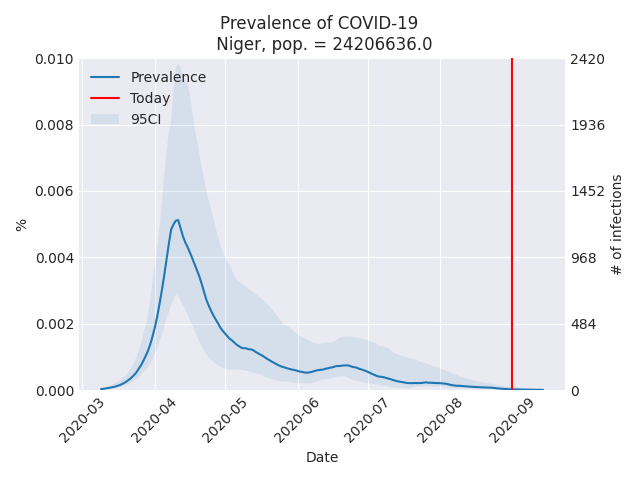 Prevalence of COVID-19
Niger, pop. = 24206636.0
Prevalence
Today
95CI
0.010
0.008
0.006
0.004
0.002
0.000
%
2420
1936
1452
968
484
0
# of infections
2020-03
2020-04
2020-05
2020-06
2020-07
2020-08
2020-09
Date